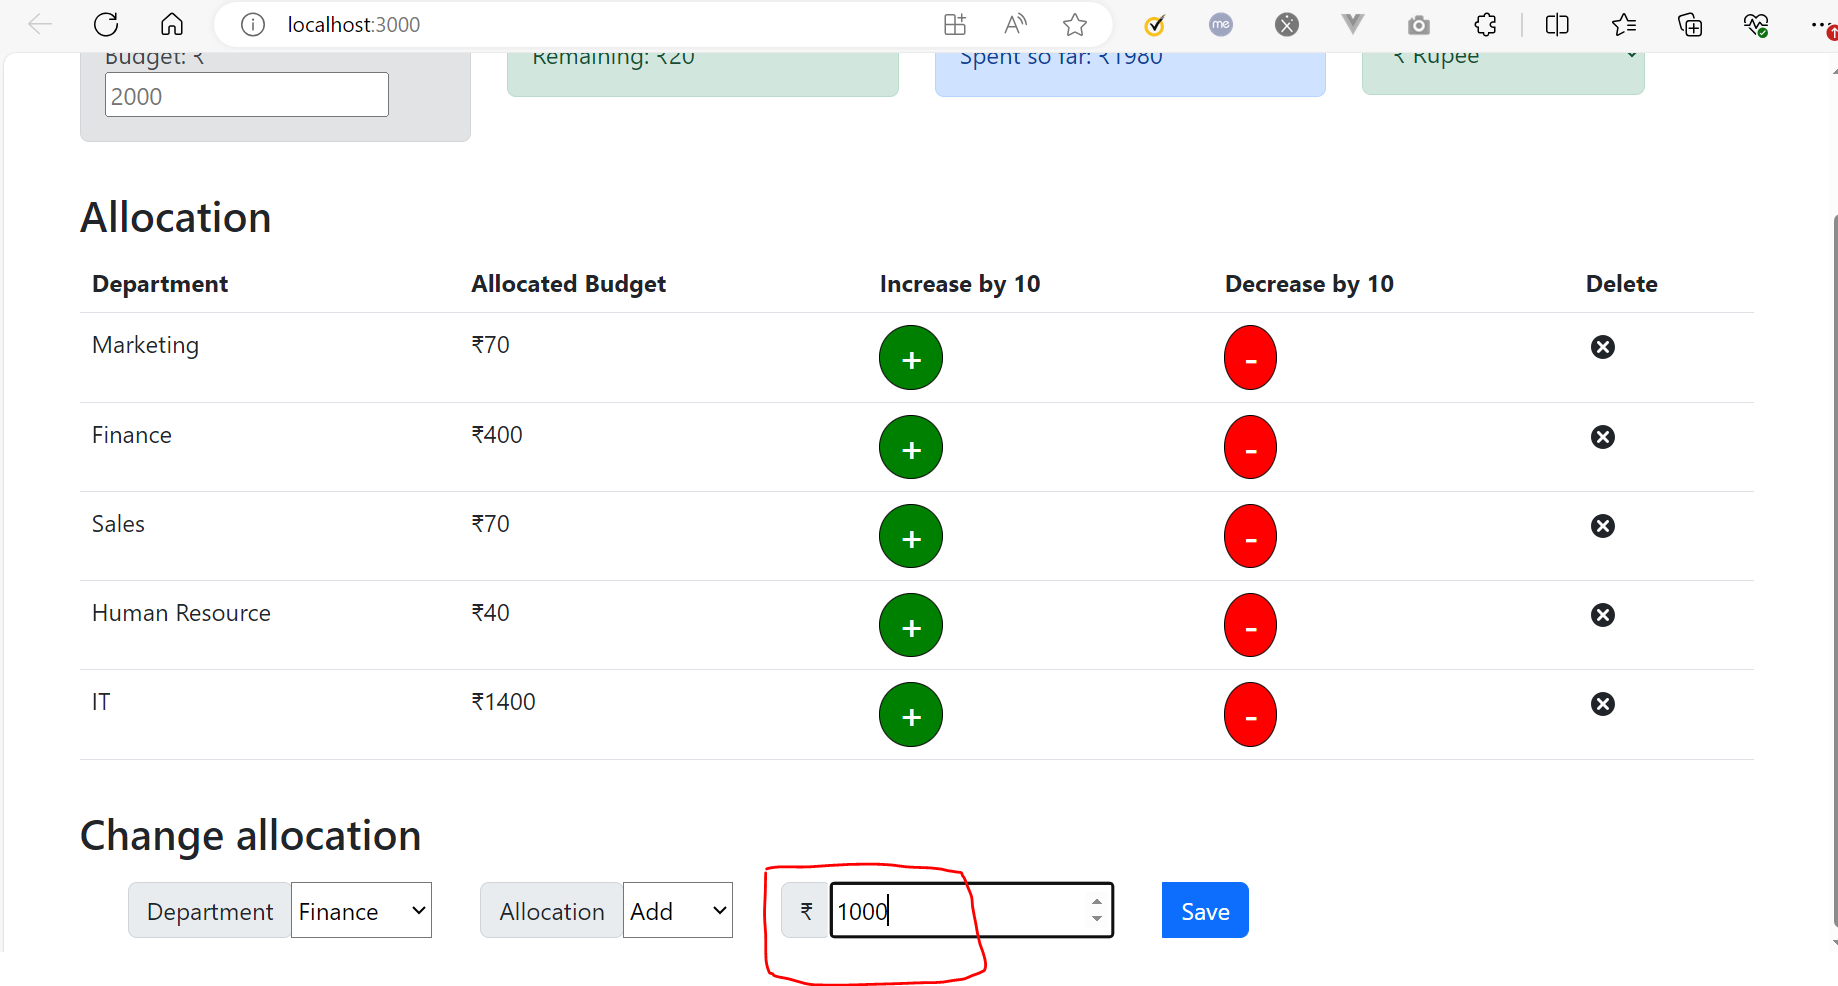 localhost:3000
me
Budget: ₹
Remaining: ₹20
Spent so far: ₹1980
₹ Rupee
2000
Allocation
Department Allocated Budget Increase by 10 Decrease by 10 Delete
Marketing ₹70 + -
Finance ₹400 + -
Sales ₹70 + -
Human Resource ₹40 + -
IT ₹1400 + -
Change allocation
Department Finance Allocation Add ₹ 1000 Save